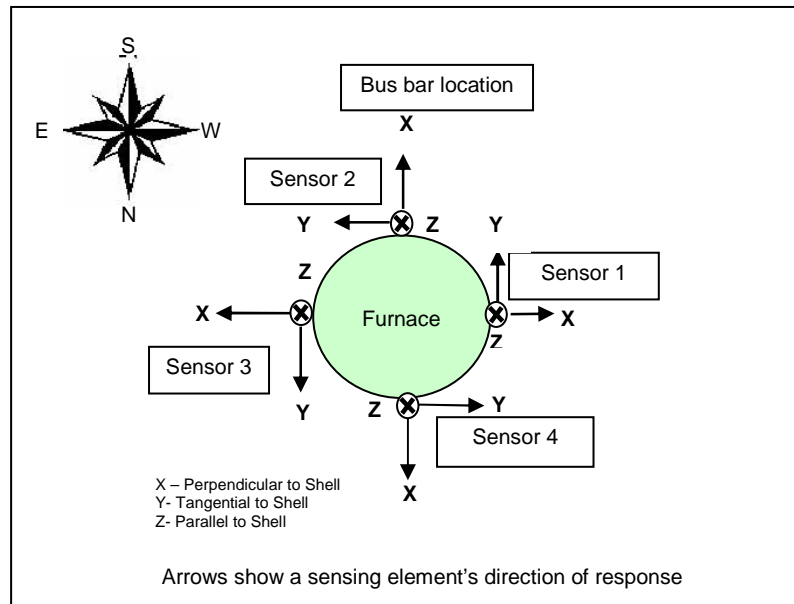 S
Bus bar location
X
E
W
Sensor 2
N
Y
Z
Y
Z
Sensor 1
X
Furnace
X
Z
Sensor 3
Y
Z
Y
Sensor 4
X
X – Perpendicular to Shell
Y- Tangential to Shell
Z- Parallel to Shell
Arrows show a sensing element's direction of response